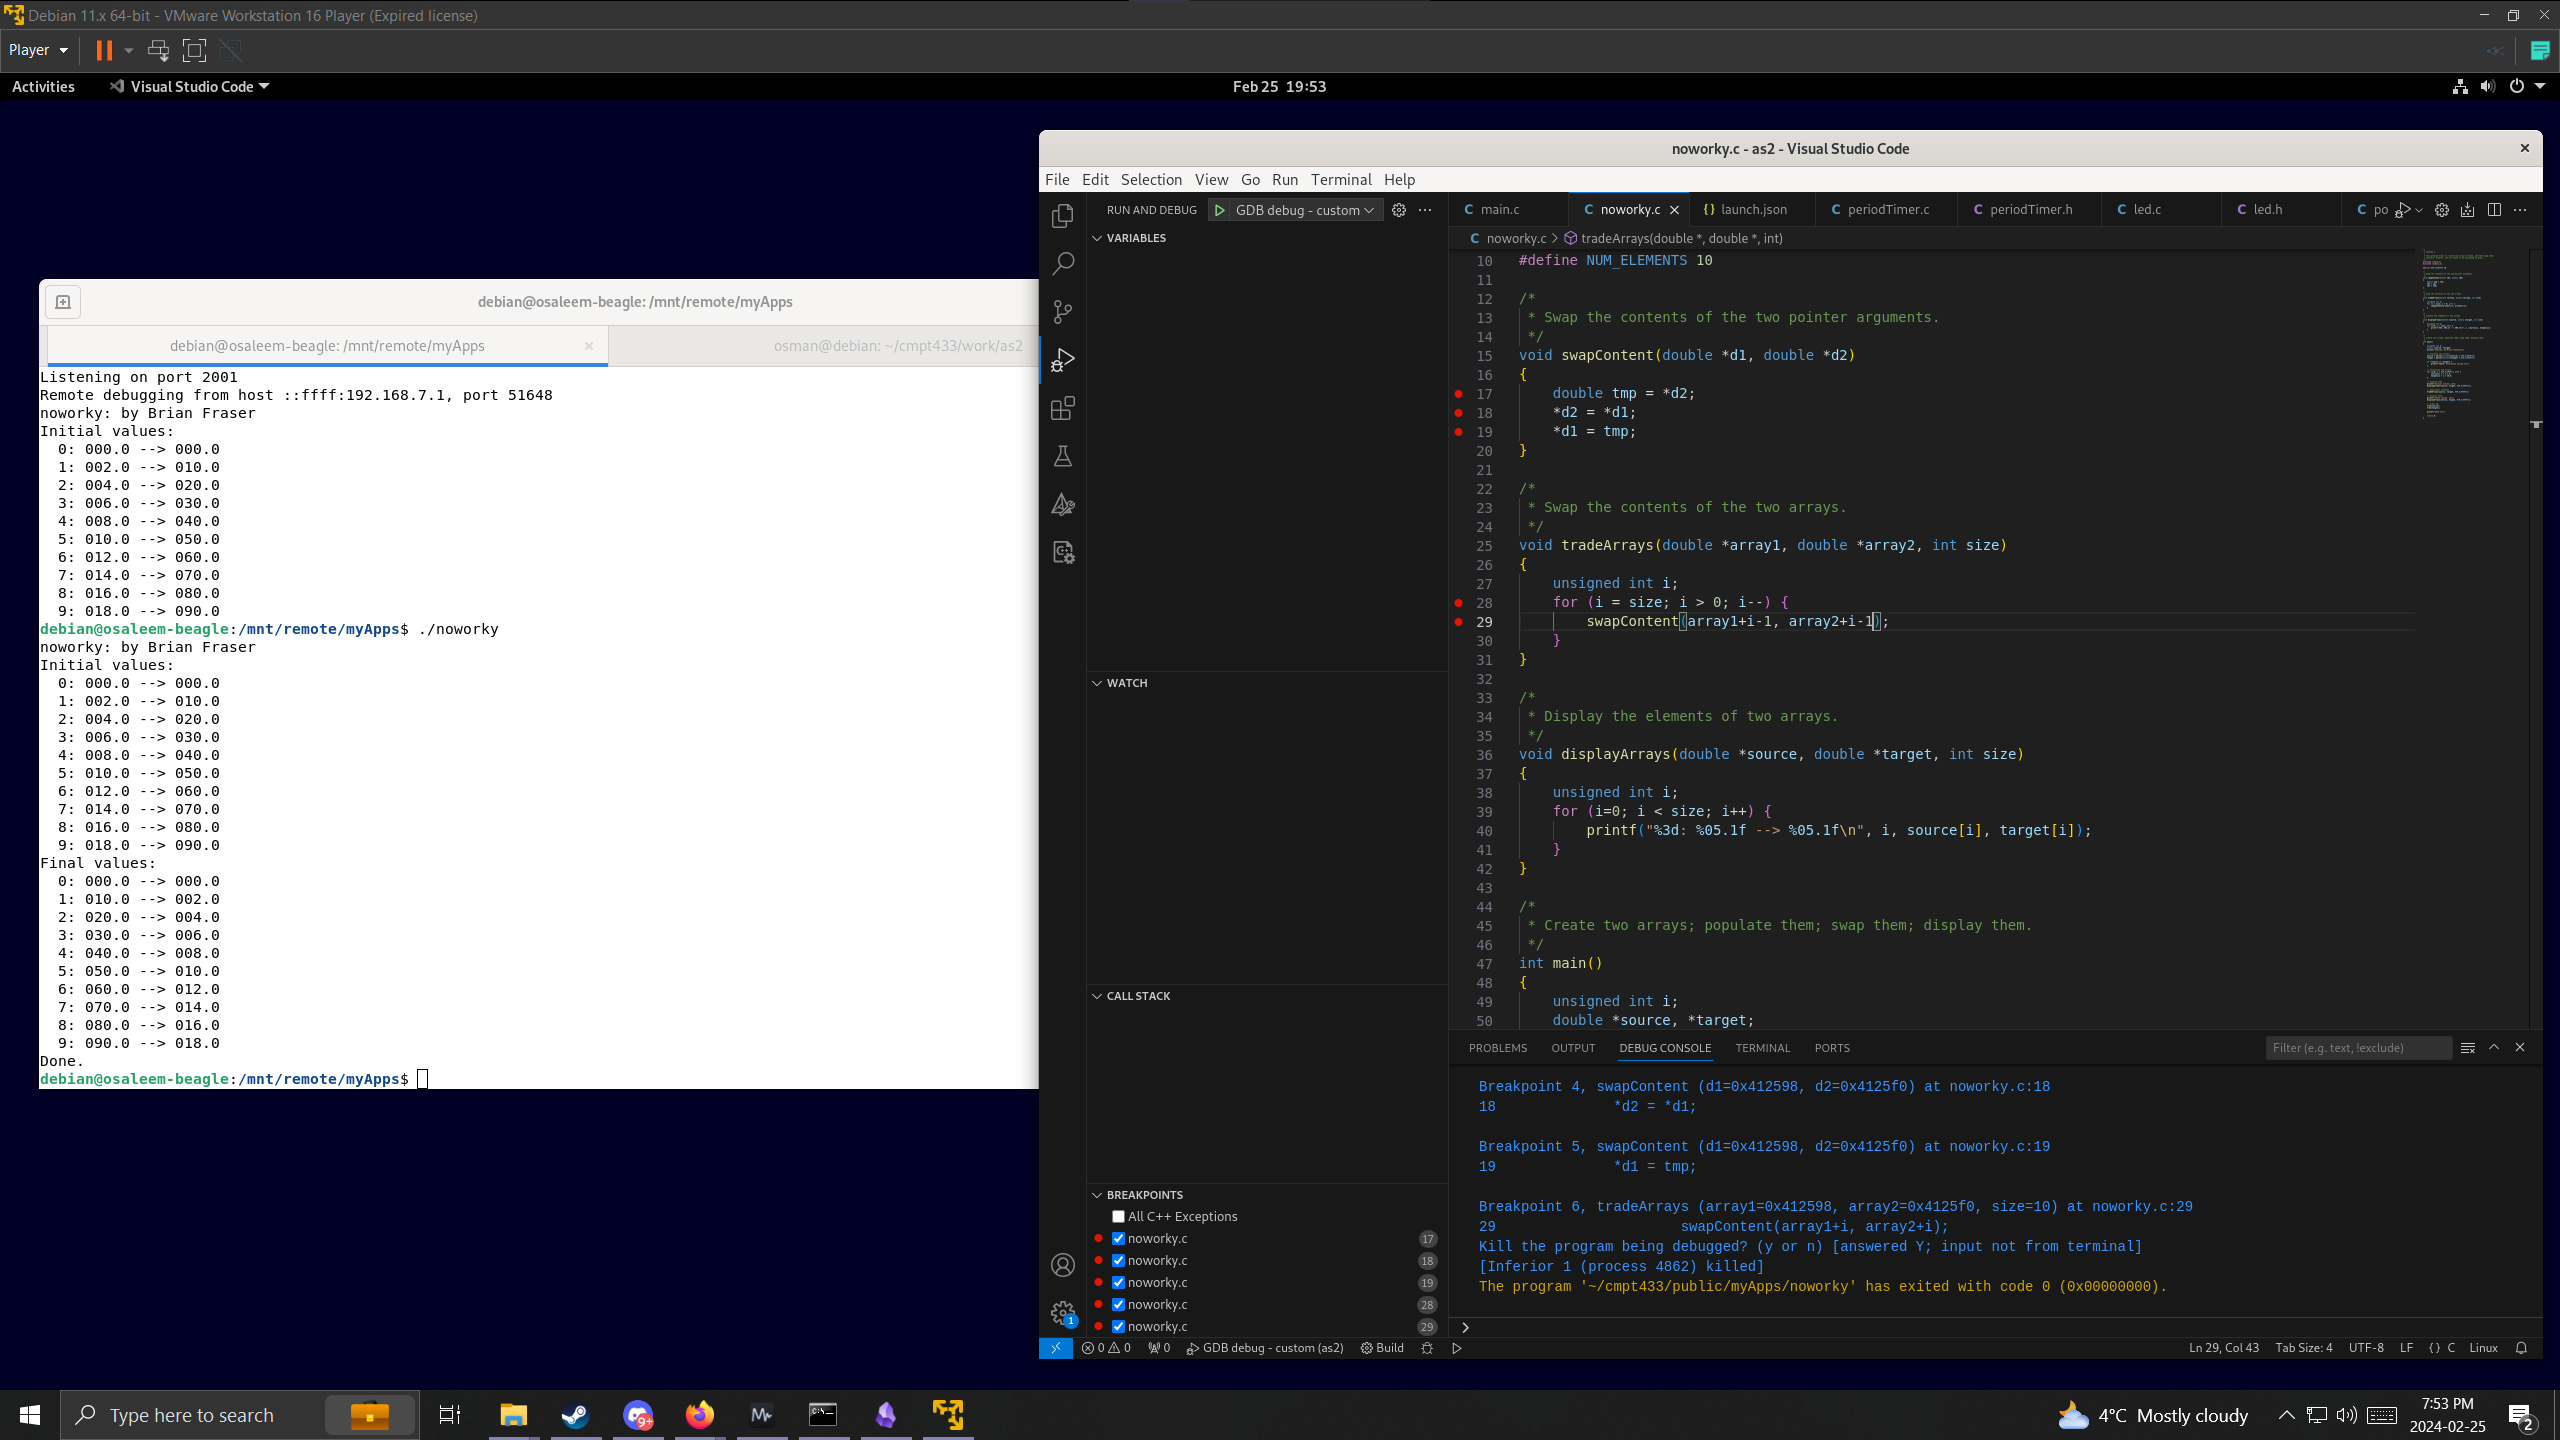 Debian 11.x 64-bit - VMware Workstation 16 Player (Expired license)
Player
Activities
Visual Studio Code
Feb 25 19:53
debian@osaleem-beagle: /mnt/remote/myApps
debian@osaleem-beagle: /mnt/remote/myApps
osman@debian: ~/cmpt433/work/as2
Listening on port 2001
Remote debugging from host ::ffff:192.168.7.1, port 51648
noworky: by Brian Fraser
Initial values:
0: 000.0 --> 000.0
1: 002.0 --> 010.0
2: 004.0 --> 020.0
3: 006.0 --> 030.0
4: 008.0 --> 040.0
5: 010.0 --> 050.0
6: 012.0 --> 060.0
7: 014.0 --> 070.0
8: 016.0 --> 080.0
9: 018.0 --> 090.0
debian@osaleem-beagle:/mnt/remote/myApps$ ./noworky
noworky: by Brian Fraser
Initial values:
0: 000.0 --> 000.0
1: 002.0 --> 010.0
2: 004.0 --> 020.0
3: 006.0 --> 030.0
4: 008.0 --> 040.0
5: 010.0 --> 050.0
6: 012.0 --> 060.0
7: 014.0 --> 070.0
8: 016.0 --> 080.0
9: 018.0 --> 090.0
Final values:
0: 000.0 --> 000.0
1: 010.0 --> 002.0
2: 020.0 --> 004.0
3: 030.0 --> 006.0
4: 040.0 --> 008.0
5: 050.0 --> 010.0
6: 060.0 --> 012.0
7: 070.0 --> 014.0
8: 080.0 --> 016.0
9: 090.0 --> 018.0
Done.
debian@osaleem-beagle:/mnt/remote/myApps$
noworky.c - as2 - Visual Studio Code
File Edit Selection View Go Run Terminal Help
RUN AND DEBUG
GDB debug - custom
VARIABLES
WATCH
CALL STACK
BREAKPOINTS
All C++ Exceptions
noworky.c 17
noworky.c 18
noworky.c 19
noworky.c 28
noworky.c 29
C main.c
C noworky.c
{} launch.json
C periodTimer.c
C periodTimer.h
C led.c
C led.h
C po
C noworky.c > tradeArrays(double *, double *, int)
10 #define NUM_ELEMENTS 10
11
12 /*
13 * Swap the contents of the two pointer arguments.
14 */
15 void swapContent(double *d1, double *d2)
16 {
17 double tmp = *d2;
18 *d2 = *d1;
19 *d1 = tmp;
20 }
21
22 /*
23 * Swap the contents of the two arrays.
24 */
25 void tradeArrays(double *array1, double *array2, int size)
26 {
27 unsigned int i;
28 for (i = size; i > 0; i--) {
29 swapContent(array1+i-1, array2+i-1);
30 }
31 }
32
33 /*
34 * Display the elements of two arrays.
35 */
36 void displayArrays(double *source, double *target, int size)
37 {
38 unsigned int i;
39 for (i=0; i < size; i++) {
40 printf("%3d: %05.1f --> %05.1f\n", i, source[i], target[i]);
41 }
42 }
43
44 /*
45 * Create two arrays; populate them; swap them; display them.
46 */
47 int main()
48 {
49 unsigned int i;
50 double *source, *target;
PROBLEMS OUTPUT DEBUG CONSOLE TERMINAL PORTS
Filter (e.g. text, !exclude)
Breakpoint 4, swapContent (d1=0x412598, d2=0x4125f0) at noworky.c:18
18 *d2 = *d1;
Breakpoint 5, swapContent (d1=0x412598, d2=0x4125f0) at noworky.c:19
19 *d1 = tmp;
Breakpoint 6, tradeArrays (array1=0x412598, array2=0x4125f0, size=10) at noworky.c:29
29 swapContent(array1+i, array2+i);
Kill the program being debugged? (y or n) [answered Y; input not from terminal]
[Inferior 1 (process 4862) killed]
The program '~/cmpt433/public/myApps/noworky' has exited with code 0 (0x00000000).
>
1
0 0 0 GDB debug - custom (as2) Build
Ln 29, Col 43 Tab Size: 4 UTF-8 LF {} C Linux
Type here to search
9+
4°C Mostly cloudy
7:53 PM
2024-02-25
2